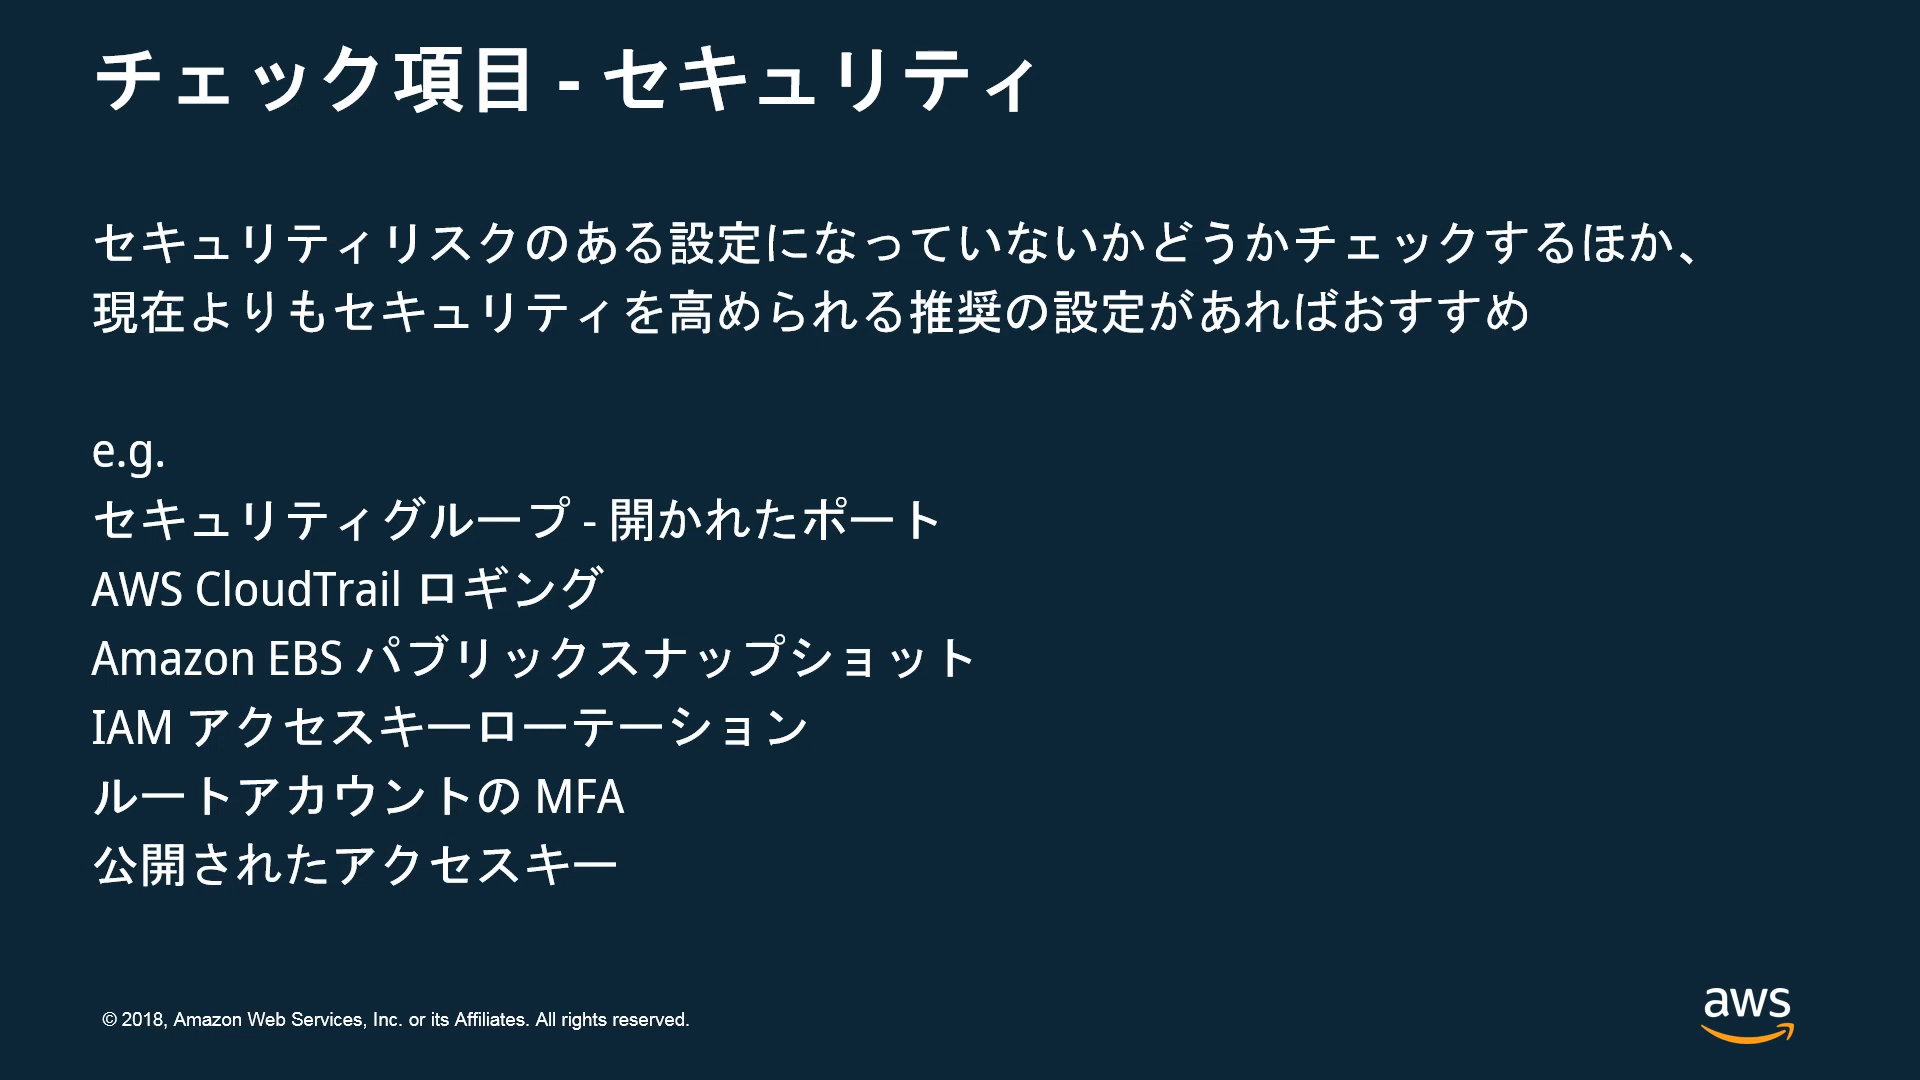 チェック項目 - セキュリティ
セキュリティリスクのある設定になっていないかどうかチェックするほか、
現在よりもセキュリティを高められる推奨の設定があればおすすめ
e.g.
セキュリティグループ - 開かれたポート
AWS CloudTrail ロギング
Amazon EBS パブリックスナップショット
IAM アクセスキーローテーション
ルートアカウントの MFA
公開されたアクセスキー
© 2018, Amazon Web Services, Inc. or its Affiliates. All rights reserved.
aws